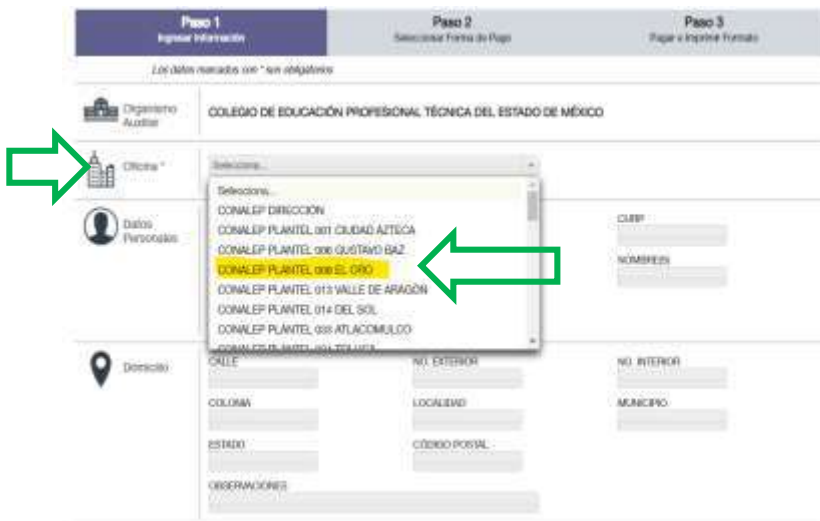 Paso 1
Ingresar Información
Paso 2
Seleccionar Forma de Pago
Paso 3
Pagar e Imprimir Formato
Los datos marcados con * son obligatorios
Organismo
Auxiliar
COLEGIO DE EDUCACIÓN PROFESIONAL TÉCNICA DEL ESTADO DE MÉXICO
Oficina *
Selecciona...
Selecciona...
CONALEP DIRECCIÓN
CONALEP PLANTEL 001 CIUDAD AZTECA
CONALEP PLANTEL 006 GUSTAVO BAZ
CONALEP PLANTEL 008 EL ORO
CONALEP PLANTEL 013 VALLE DE ARAGÓN
CONALEP PLANTEL 014 DEL SOL
CONALEP PLANTEL 033 ATLACOMULCO
Datos
Personales
CURP
NOMBRE(S)
Domicilio
CALLE
NO. EXTERIOR
NO. INTERIOR
COLONIA
LOCALIDAD
MUNICIPIO
ESTADO
CÓDIGO POSTAL
OBSERVACIONES